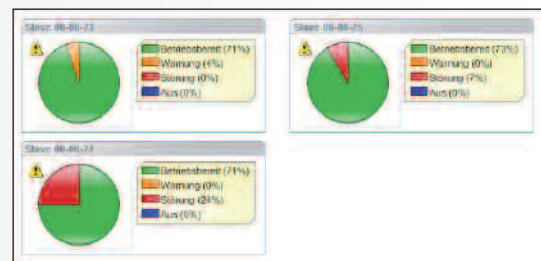 Slave 00-00-23
Betriebsbereit (71%)
Warnung (4%)
Störung (0%)
Aus (0%)
Slave 00-00-25
Betriebsbereit (73%)
Warnung (0%)
Störung (7%)
Aus (0%)
Slave 00-00-27
Betriebsbereit (71%)
Warnung (0%)
Störung (24%)
Aus (0%)